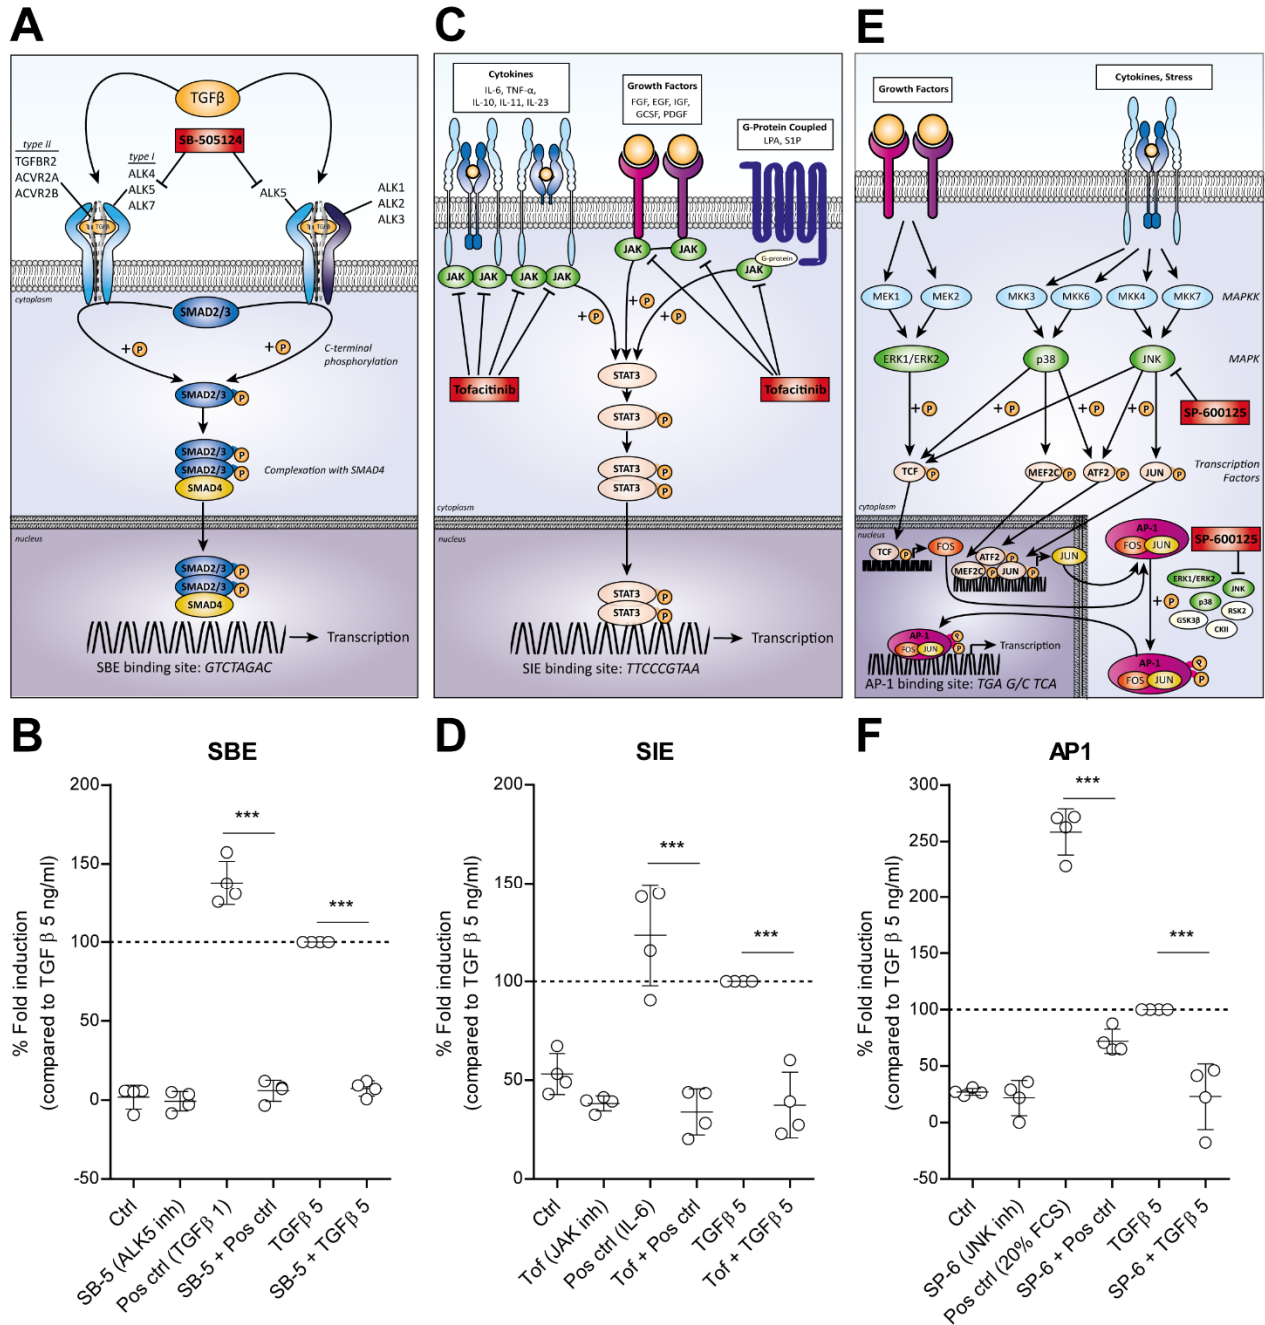 A
TGFβ
SB-505124
type II
TGFBR2
ACVR2A
ACVR2B
type I
ALK4
ALK5
ALK7
ALK5
ALK1
ALK2
ALK3
TGFβ
TGFβ
cytoplasm
SMAD2/3
+ P
+ P
C-terminal
phosphorylation
SMAD2/3 P
SMAD2/3 P
SMAD2/3 P
SMAD4
Complexation with SMAD4
nucleus
SMAD2/3 P
SMAD2/3 P
SMAD4
Transcription
SBE binding site: GTCTAGAC
C
Cytokines
IL-6, TNF-α,
IL-10, IL-11, IL-23
Growth Factors
FGF, EGF, IGF,
GCSF, PDGF
G-Protein Coupled
LPA, S1P
JAK JAK JAK JAK
JAK JAK
JAK G-protein
+ P
+ P
Tofacitinib
Tofacitinib
STAT3
STAT3 P
STAT3 P
STAT3 P
cytoplasm
nucleus
STAT3 P
STAT3 P
Transcription
SIE binding site: TTCCCGTAA
E
Growth Factors
Cytokines, Stress
MEK1 MEK2 MKK3 MKK6 MKK4 MKK7 MAPKK
ERK1/ERK2 p38 JNK MAPK
SP-600125
+ P + P + P + P
TCF P MEF2C P ATF2 P JUN P
Transcription
Factors
cytoplasm
nucleus
TCF P FOS
ATF2 P
MEF2C P JUN P
JUN
AP-1
FOS JUN
SP-600125
ERK1/ERK2
JNK
p38
RSK2
GSK3β
CKII
+ P
AP-1
FOS JUN
P
P
Transcription
AP-1
FOS JUN
P
P
AP-1 binding site: TGA G/C TCA
B
SBE
% Fold induction
(compared to TGF β 5 ng/ml)
200
150
100
50
0
-50
***
***
Ctrl
SB-5 (ALK5 inh)
Pos ctrl (TGFβ 1)
SB-5 + Pos ctrl
TGFβ 5
SB-5 + TGFβ 5
D
SIE
% Fold induction
(compared to TGF β 5 ng/ml)
200
150
100
50
0
***
***
Ctrl
Tof (JAK inh)
Pos ctrl (IL-6)
Tof + Pos ctrl
TGFβ 5
Tof + TGFβ 5
F
AP1
% Fold induction
(compared to TGF β 5 ng/ml)
300
250
200
150
100
50
0
-50
***
***
Ctrl
SP-6 (JNK inh)
Pos ctrl (20% FCS)
SP-6 + Pos ctrl
TGFβ 5
SP-6 + TGFβ 5